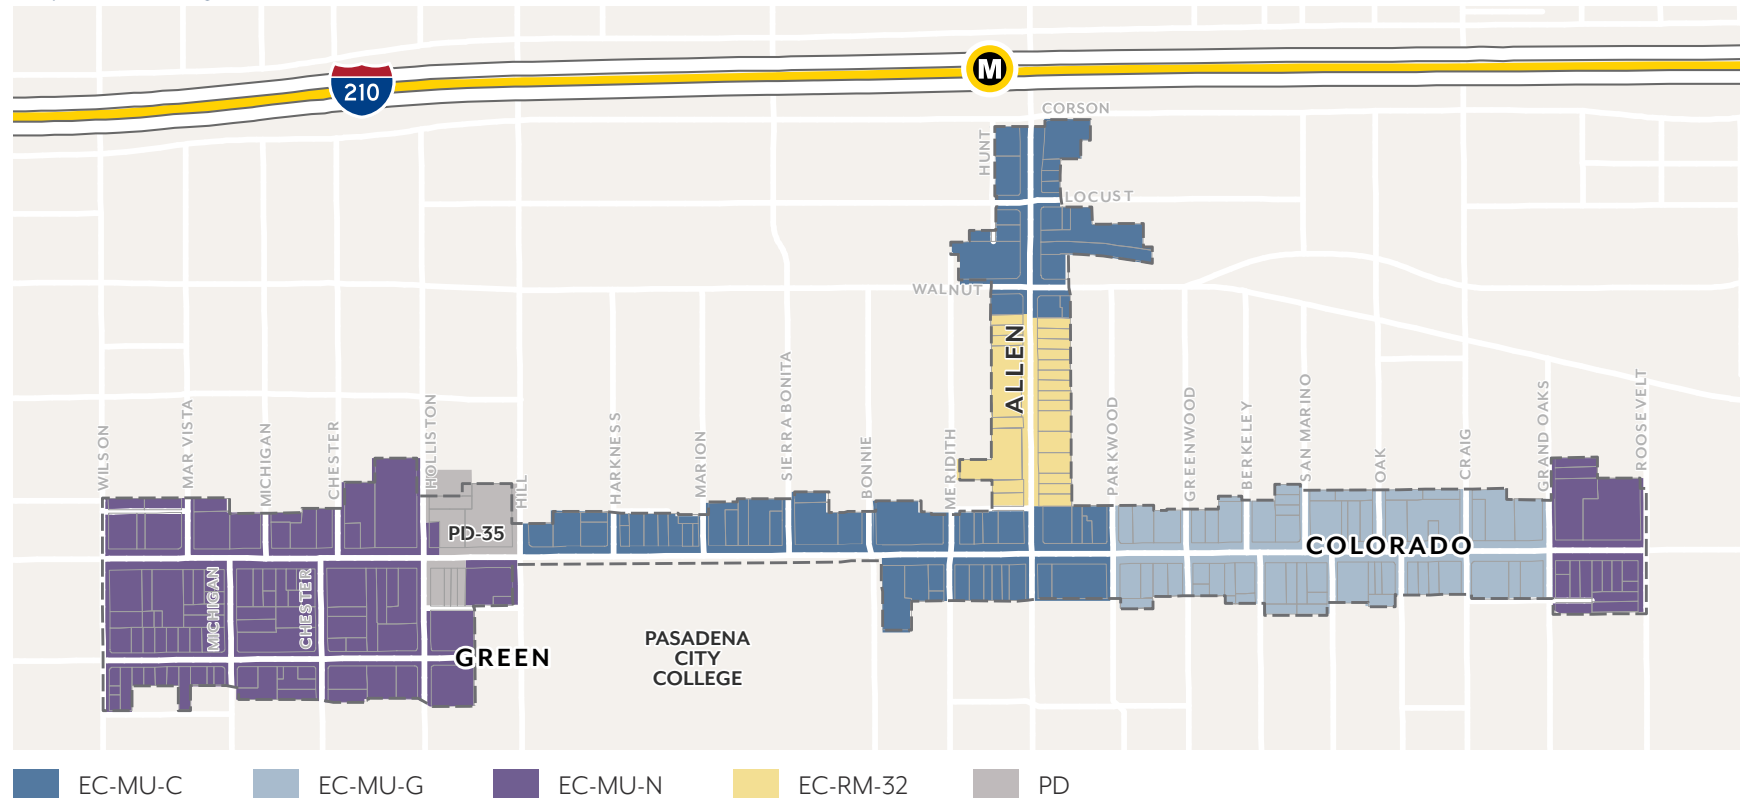 M
210
CORSON
HUNT
LOCUST
WALNUT
ALLEN
WILSON
MAR VISTA
MICHIGAN
CHESTER
HOLLISTON
HILL
HARKNESS
MARION
SIERRA BONITA
BONNIE
MERIDITH
PARKWOOD
GREENWOOD
BERKELEY
SAN MARINO
OAK
CRAIG
GRAND OAKS
ROOSEVELT
PD-35
COLORADO
MICHIGAN
CHESTER
GREEN
PASADENA
CITY
COLLEGE
EC-MU-C
EC-MU-G
EC-MU-N
EC-RM-32
PD